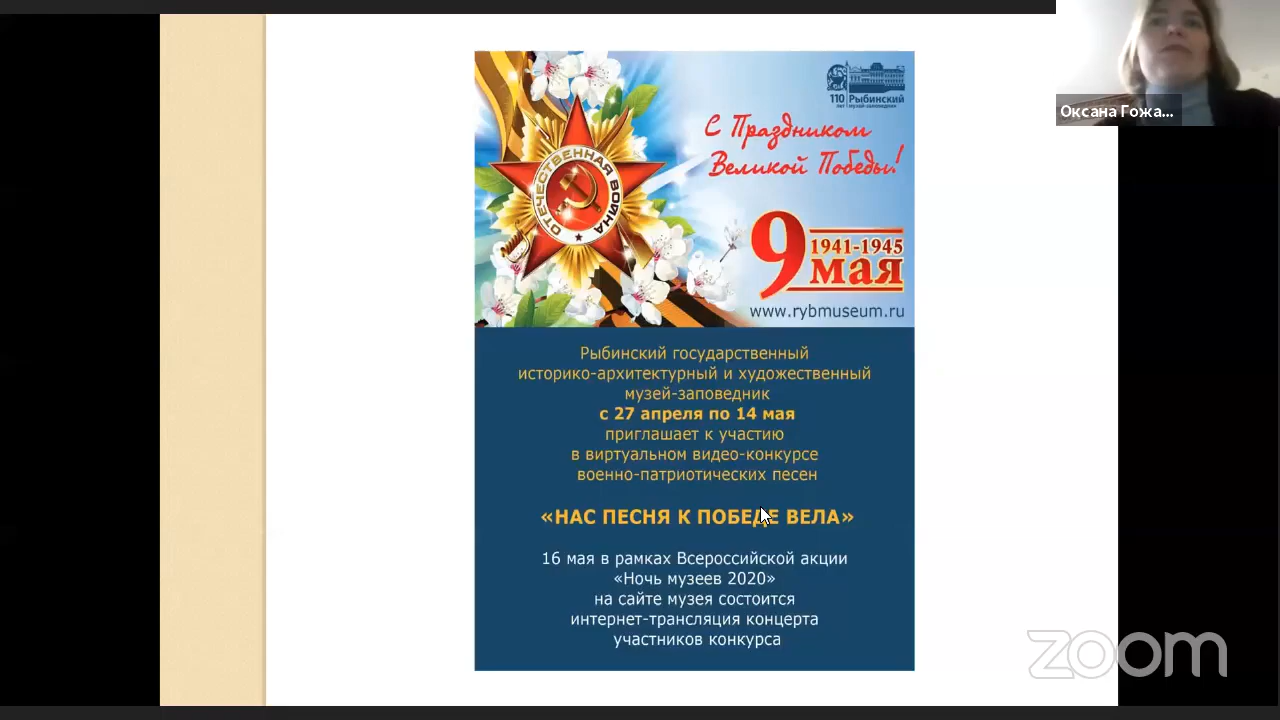 Оксана Гожа...
110 Рыбинский
лет музей-заповедник
С Праздником
Великой Победы!
ОТЕЧЕСТВЕННАЯ ВОЙНА
1941-1945
9 мая
www.rybmuseum.ru
Рыбинский государственный
историко-архитектурный и художественный
музей-заповедник
с 27 апреля по 14 мая
приглашает к участию
в виртуальном видео-конкурсе
военно-патриотических песен
«НАС ПЕСНЯ К ПОБЕДЕ ВЕЛА»
16 мая в рамках Всероссийской акции
«Ночь музеев 2020»
на сайте музея состоится
интернет-трансляция концерта
участников конкурса
zoom